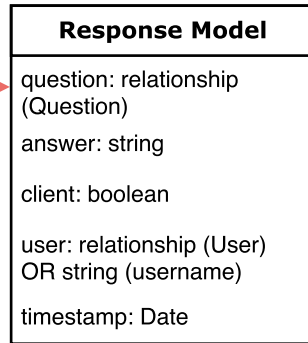 Response Model
question: relationship
(Question)
answer: string
client: boolean
user: relationship (User)
OR string (username)
timestamp: Date